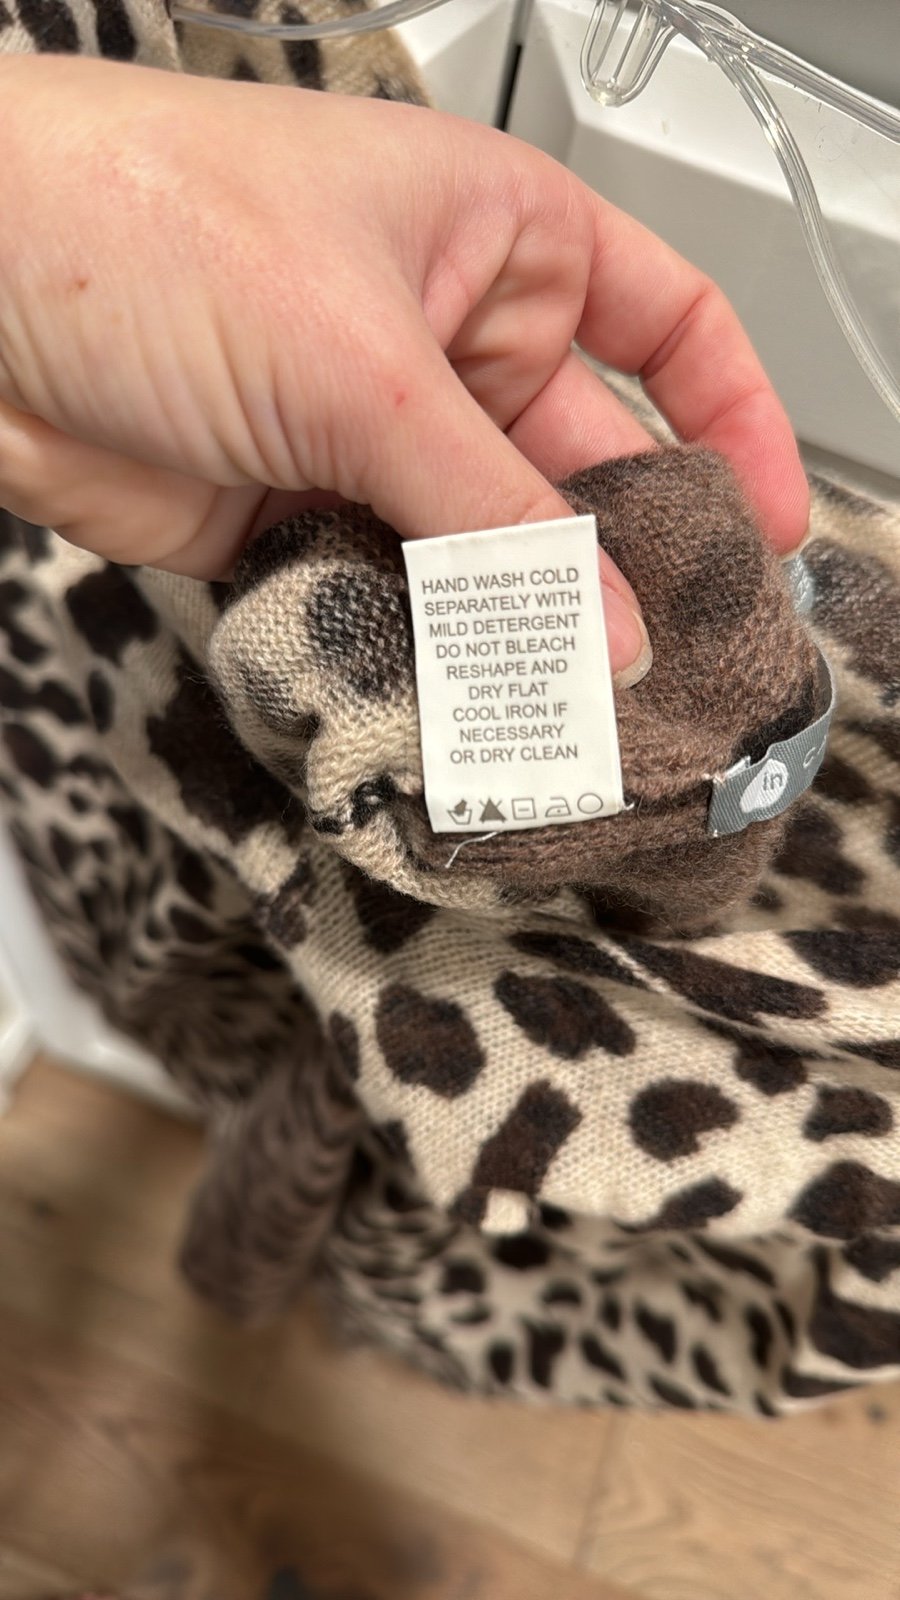 HAND WASH COLD
SEPARATELY WITH
MILD DETERGENT
DO NOT BLEACH
RESHAPE AND
DRY FLAT
COOL IRON IF
NECESSARY
OR DRY CLEAN
in